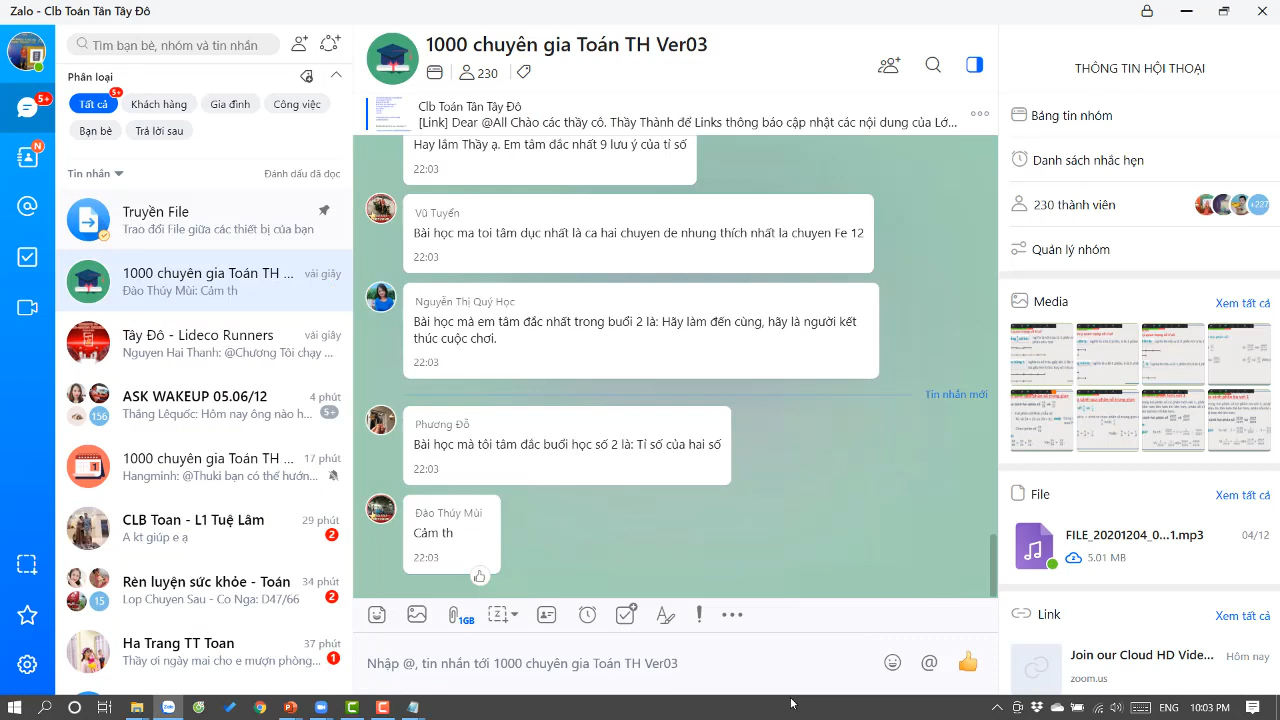 Zalo - Clb Toán Tân Tây Đô
Tìm bạn bè, nhóm và tin nhắn
Phân loại
5+
Tất cả
5+
Khách hàng
Gia đình
Công việc
Bạn bè
Trả lời sau
N
Tin nhắn
Đánh dấu đã đọc
Truyền File
Trao đổi File giữa các thiết bị của bạn
1000 chuyên gia Toán TH ...
vài giây
Đào Thúy Mùi: Cảm th
Tây Đô - Lideco Runners
vài giây
Nguyen Hai Thanh: @Chương Tôi chạy ...
ASK WAKEUP 05.06/12
phút
Thắng Lêquốc: Hôm nay ông nào h...
156
1000 chuyên gia Toán TH ...
17 phút
Hangminh: @Thuki bạn có thể hướn...
CLB Toan - L1 Tuệ Lâm
29 phút
A kt giúp e ạ
2
Rèn luyện sức khỏe - Toán
34 phút
Lop Chuyen Sau - Co Nga: D47/66
15
2
Ha Trang TT Toan
37 phút
Thầy ơi ngày mai cho e mượn phòng...
1
1000 chuyên gia Toán TH Ver03
230
Clb Toán Tân Tây Đô
[Link] Dear @All Chào các thầy cô. Thầy Thành để Links thông báo cập nhật các nội dung của Lớ...
Hay lắm Thầy ạ. Em tâm đắc nhất 9 lưu ý của tỉ số
22:03
Vũ Tuyển
Bài học ma toi tâm dục nhất là ca hai chuyen de nhung thích nhất la chuyen Fe 12
22:03
Nguyễn Thị Quý Học
Bài học mà em tâm đắc nhất trong buổi 2 là: Hãy làm đến cùng, hãy là người kết
thúc cuộc chơi.
22:03
Tin nhắn mới
Phương Đỗ
Bài học mà tôi tâm đắc buổi học số 2 là: Tỉ số của hai số
22:03
Đào Thúy Mùi
Cảm th
22:03
1GB
Nhập @, tin nhắn tới 1000 chuyên gia Toán TH Ver03
THÔNG TIN HỘI THOẠI
Bảng tin
Danh sách nhắc hẹn
230 thành viên
+227
Quản lý nhóm
Media
Xem tất cả
File
Xem tất cả
FILE_20201204_0...1.mp3
04/12
5.01 MB
Link
Xem tất cả
Join our Cloud HD Vide...
Hôm nay
zoom.us
ENG
10:03 PM